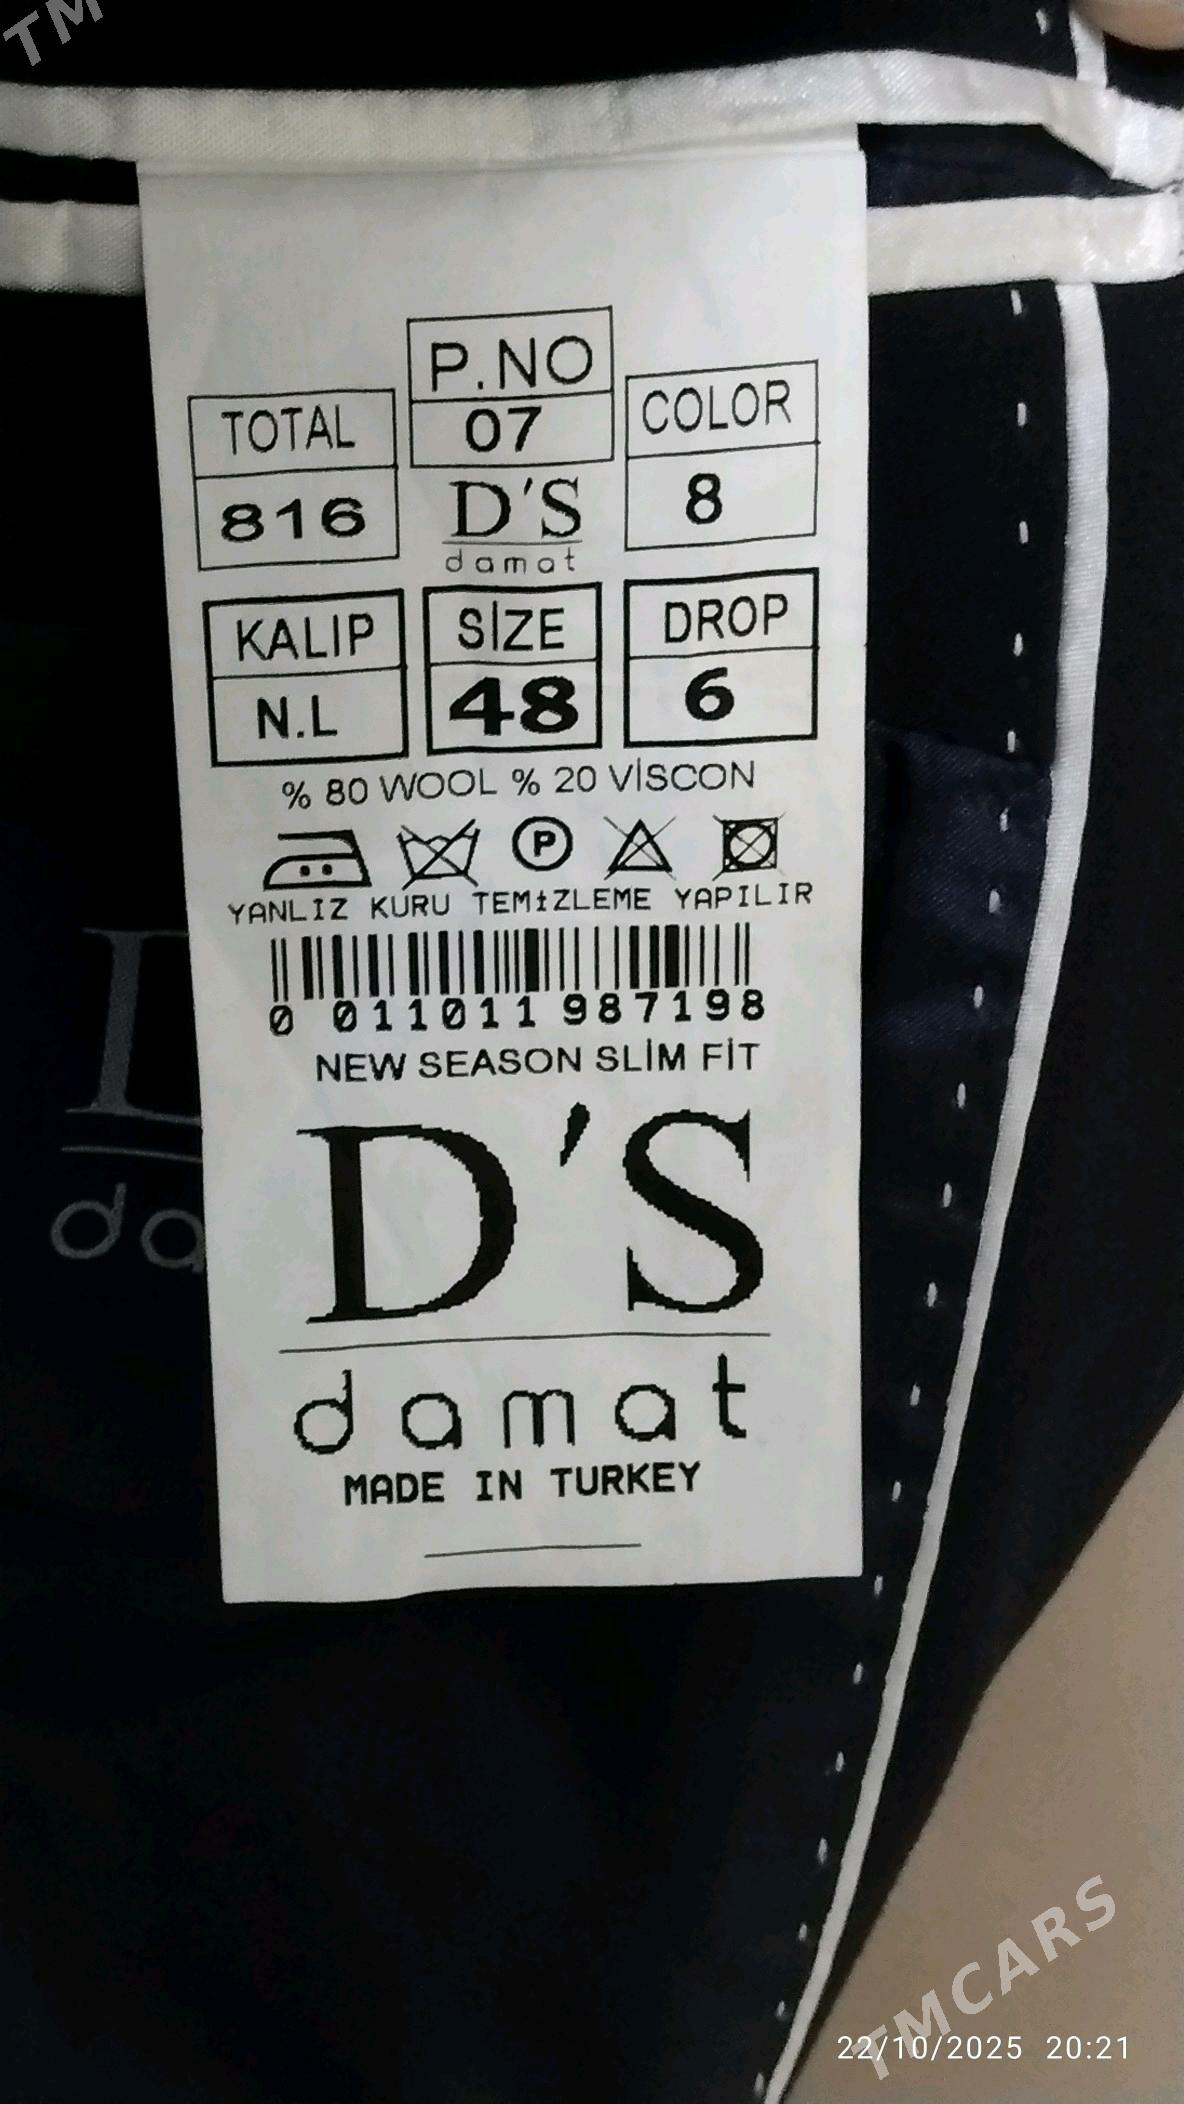 TM
P.NO
07
TOTAL
816
COLOR
8
D'S
damat
KALIP
N.L
SİZE
48
DROP
6
% 80 WOOL % 20 VİSCON
P
YANLIZ KURU TEMİZLEME YAPILIR
0 011011 987198
NEW SEASON SLİM FİT
D'S
damat
MADE IN TURKEY
D
da
TMCARS
22/10/2025 20:21